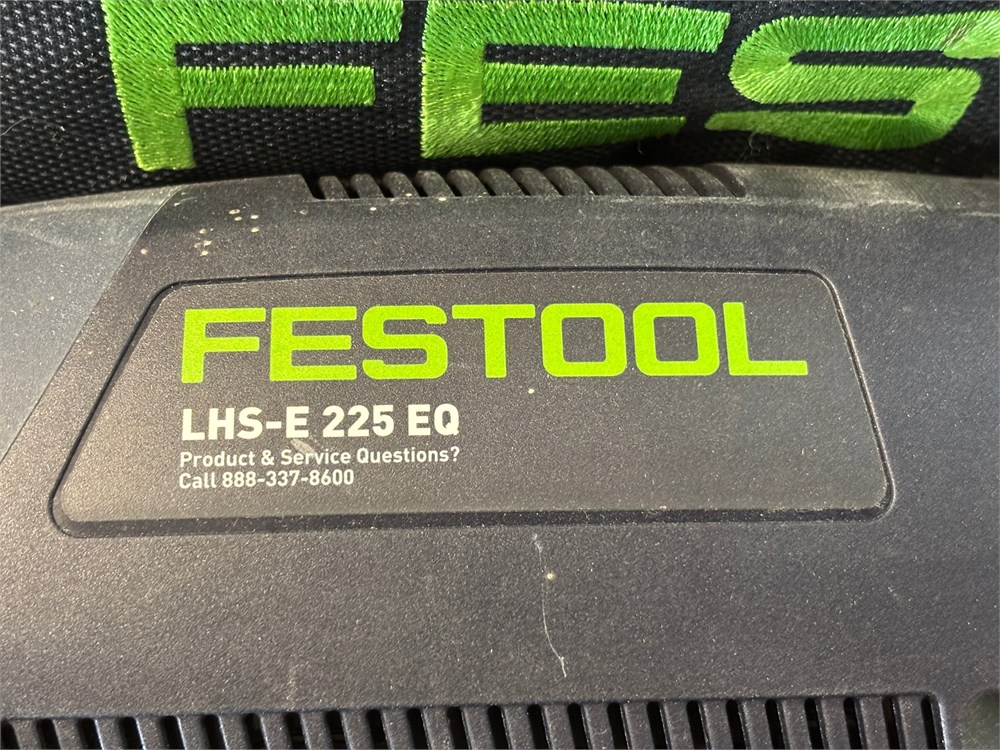 FES
FESTOOL
LHS-E 225 EQ
Product & Service Questions?
Call 888-337-8600